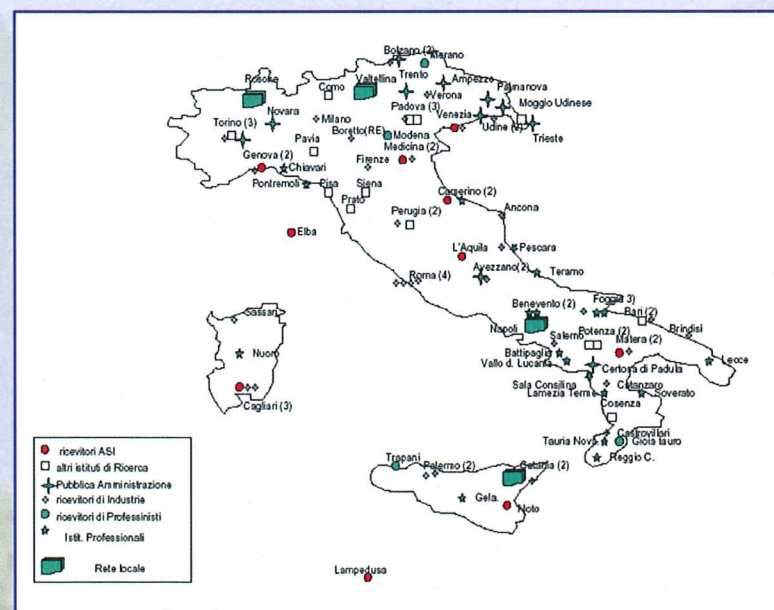 Bolzano (2)
Merano
Rosone
Como
Valtellina
Trento
Ampezzo
Palmanova
Verona
Moggio Udinese
Torino (3)
Novara
Milano
Padova (3)
Venezia
Boretto(RE)
Modena
Udine
Trieste
Pavia
Medicina (2)
Genova (2)
Chiavari
Firenze
Pontremoli
Pisa
Siena
Camerino (2)
Prato
Perugia (2)
Ancona
Elba
L'Aquila
Pescara
Roma (4)
Avezzano(2)
Teramo
Sassari
Benevento (2)
Foggia 3)
Bari (2)
Napoli
Salerno
Potenza (2)
Brindisi
Nuoro
Battipaglia
Matera (2)
Vallo d. Lucania
Lecce
Certosa di Padula
Sala Consilina
Catanzaro
Lamezia Terme
Soverato
Cagliari (3)
Cosenza
Castrovillari
Tauria Nov.
Gioia tauro
Trapani
Palermo (2)
Catania (2)
Reggio C.
Gela.
Noto
Lampedusa
ricevitori ASI
altri istituti di Ricerca
Pubblica Amministrazione
ricevitori di Industrie
ricevitori di Professinisti
Istit. Professionali
Rete locale